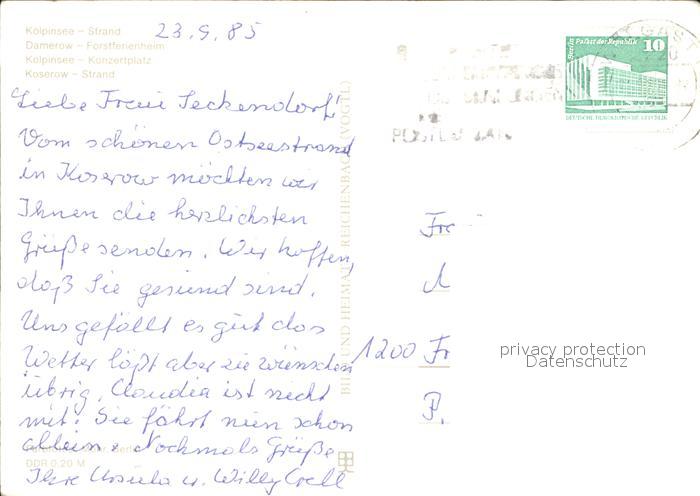 Kölpinsee – Strand
Damerow – Forstferienheim
Kölpinsee – Konzertplatz
Koserow – Strand
23.9.85
Liebe Frau Seckendorf!
Vom schönen Ostseestrand
in Koserow möchten wir
Ihnen die herzlichsten
Grüße senden. Wir hoffen,
daß Sie gesund sind.
Uns gefällt es gut das
Wetter läßt aber zu wünschen
übrig. Claudia ist nicht
mit. Sie fährt nun schon
allein. Nochmals Grüße
Ihre Ursula u. Willy
DDR 0,20 M
BILD UND HEIMAT REICHENBACH (VOGTL)
Berlin Palast der Republik
10
DEUTSCHE DEMOKRATISCHE REPUBLIK
Fr
1200 Fr
P.
privacy protection
Datenschutz